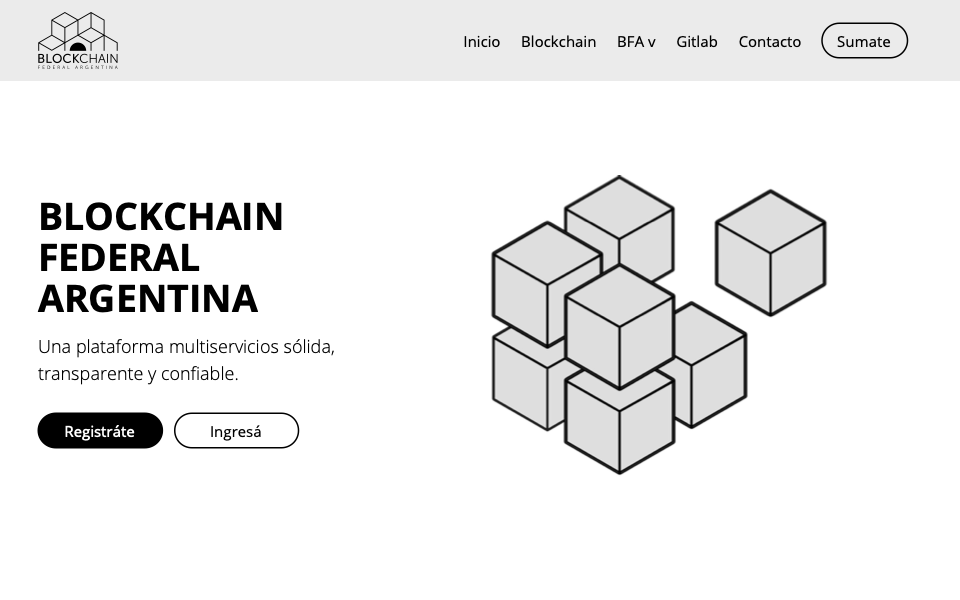 BLOCKCHAIN
FEDERAL ARGENTINA
Inicio
Blockchain
BFA v
Gitlab
Contacto
Sumate
BLOCKCHAIN
FEDERAL
ARGENTINA
Una plataforma multiservicios sólida,
transparente y confiable.
Registráte
Ingresá